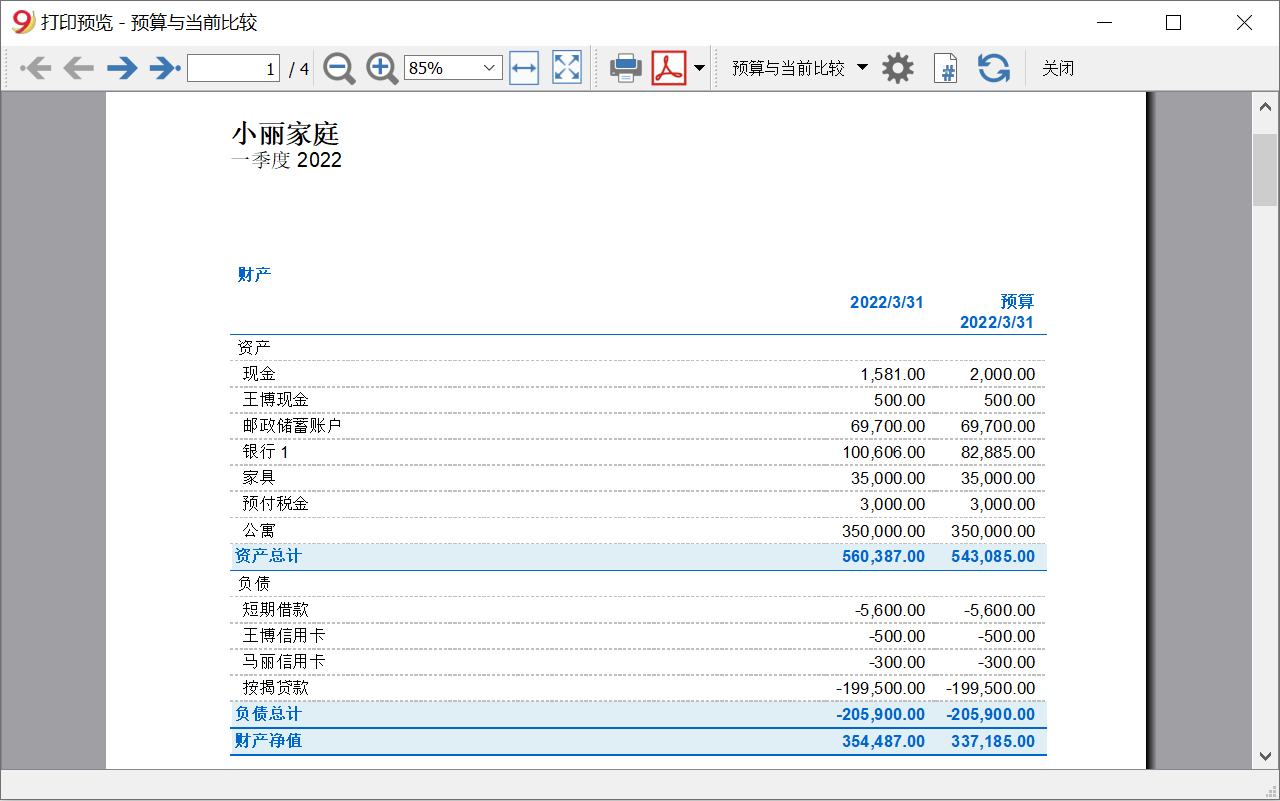 打印预览 - 预算与当前比较
1 / 4 85% 预算与当前比较 # 关闭
小丽家庭
一季度 2022
财产
2022/3/31 预算
2022/3/31
资产
现金 1,581.00 2,000.00
王博现金 500.00 500.00
邮政储蓄账户 69,700.00 69,700.00
银行 1 100,606.00 82,885.00
家具 35,000.00 35,000.00
预付税金 3,000.00 3,000.00
公寓 350,000.00 350,000.00
资产总计 560,387.00 543,085.00
负债
短期借款 -5,600.00 -5,600.00
王博信用卡 -500.00 -500.00
马丽信用卡 -300.00 -300.00
按揭贷款 -199,500.00 -199,500.00
负债总计 -205,900.00 -205,900.00
财产净值 354,487.00 337,185.00